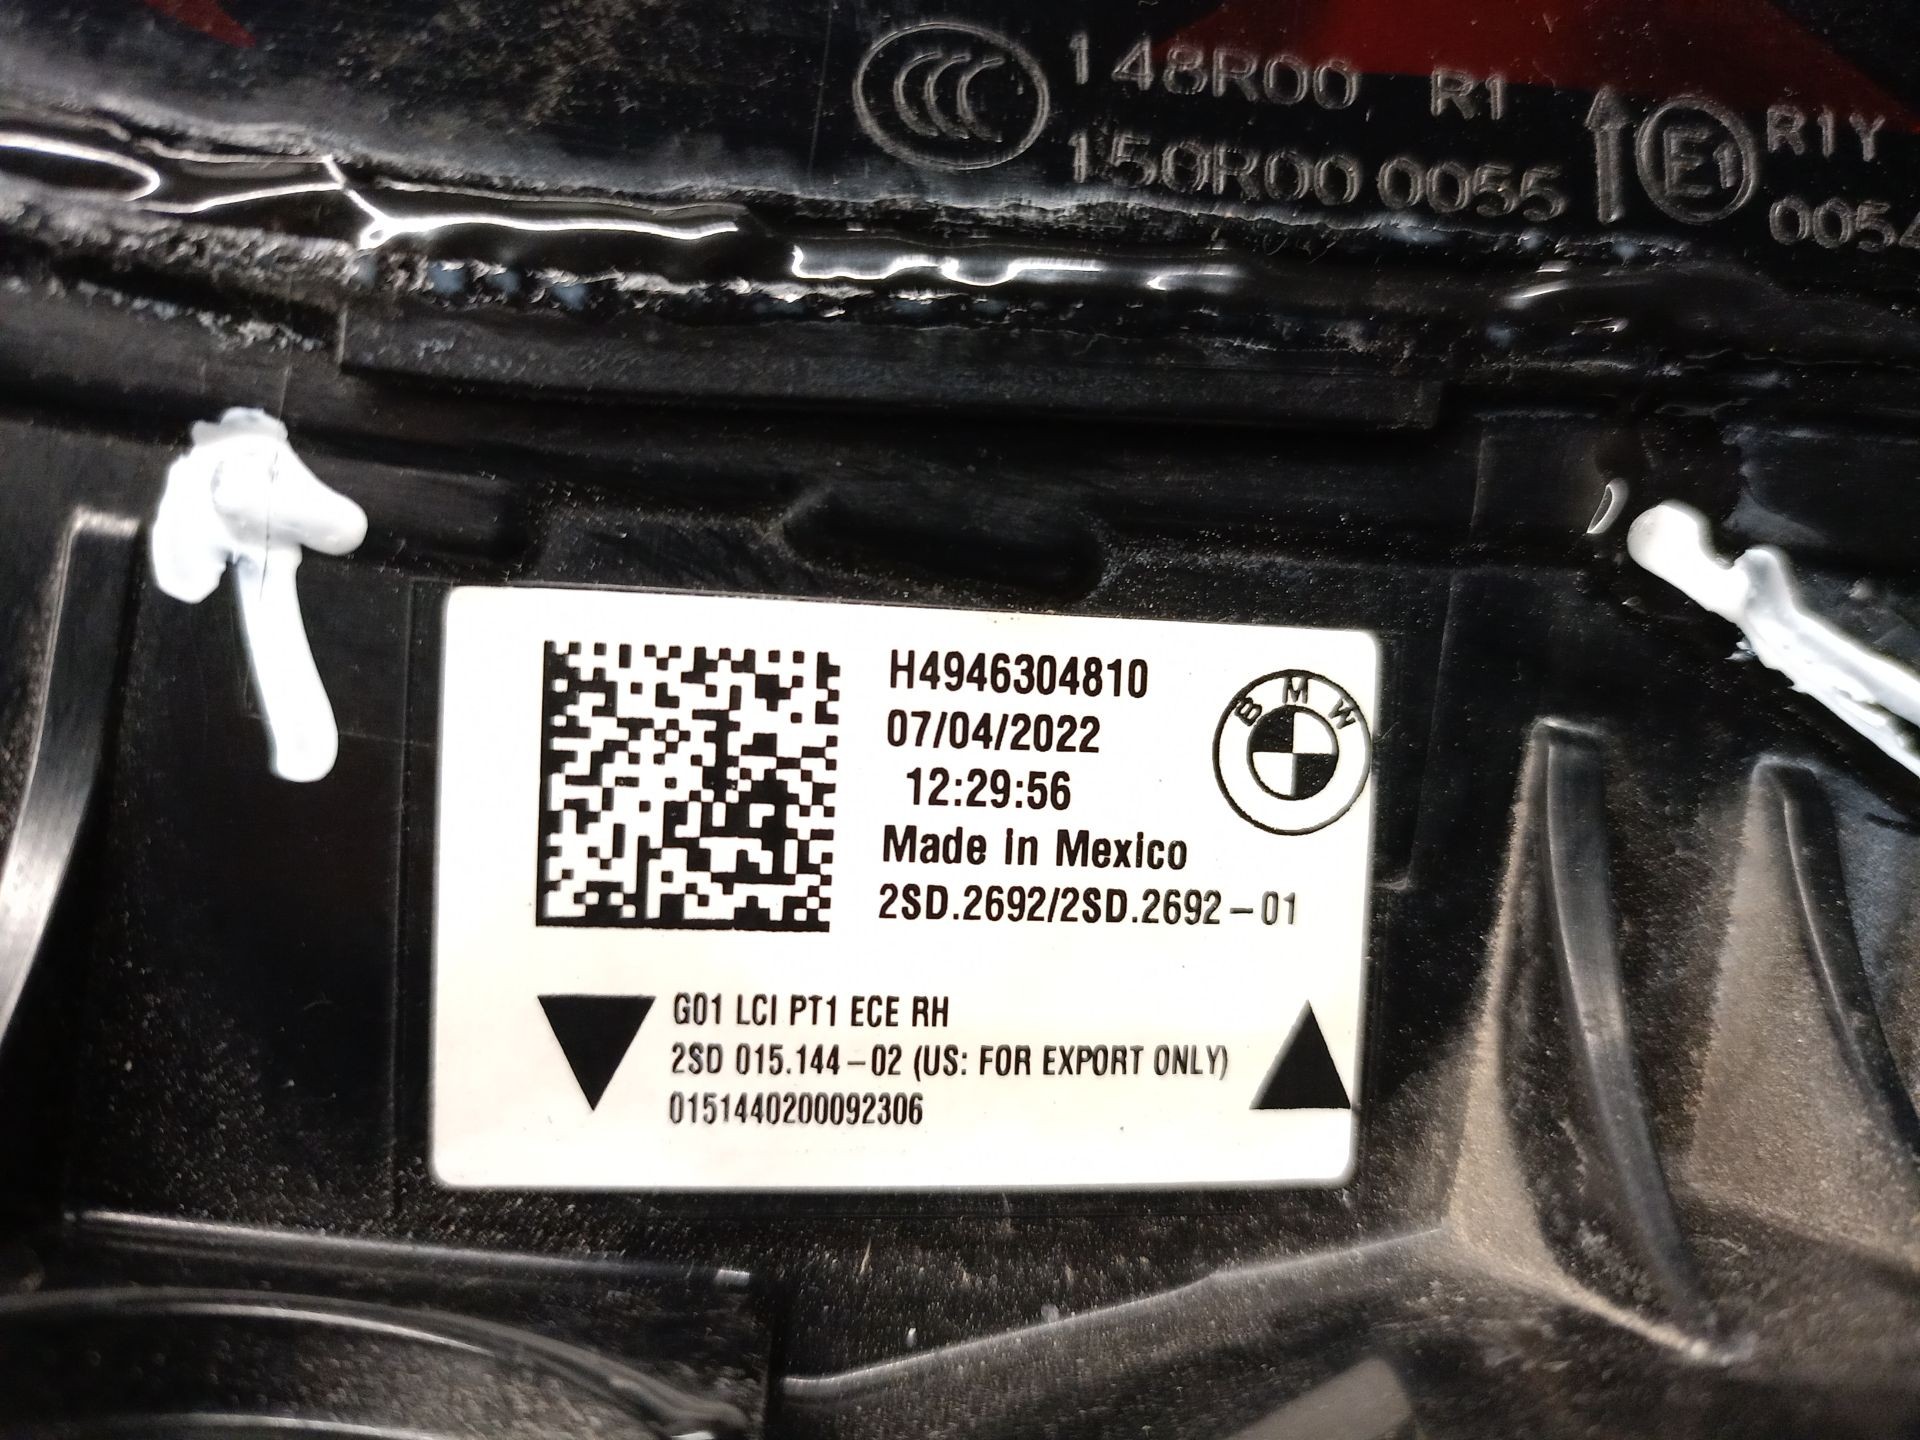 CCC 148R00 R1 E1 R1Y
150R00 0055
H4946304810
07/04/2022
BMW
12:29:56
Made in Mexico
2SD.2692/2SD.2692-01
G01 LCI PT1 ECE RH
2SD 015.144-02 (US: FOR EXPORT ONLY)
0151440200092306